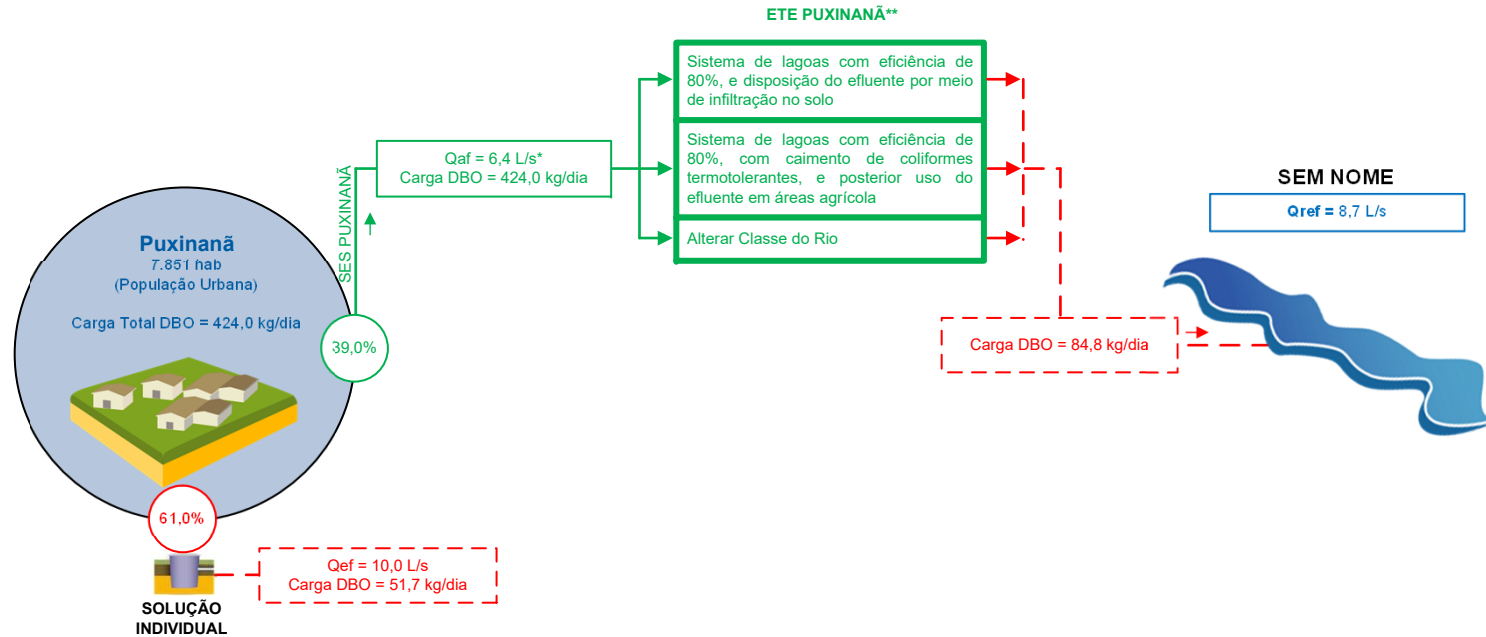 ETE PUXINANÃ**
Sistema de lagoas com eficiência de
80%, e disposição do efluente por meio
de infiltração no solo
Sistema de lagoas com eficiência de
80%, com caimento de coliformes
termotolerantes, e posterior uso do
efluente em áreas agrícola
Alterar Classe do Rio
SES PUXINANÃ
Qaf = 6,4 L/s*
Carga DBO = 424,0 kg/dia
SEM NOME
Qref = 8,7 L/s
Puxinanã
7.851 hab
(População Urbana)
Carga Total DBO = 424,0 kg/dia
39,0%
Carga DBO = 84,8 kg/dia
61,0%
Qef = 10,0 L/s
Carga DBO = 51,7 kg/dia
SOLUÇÃO
INDIVIDUAL